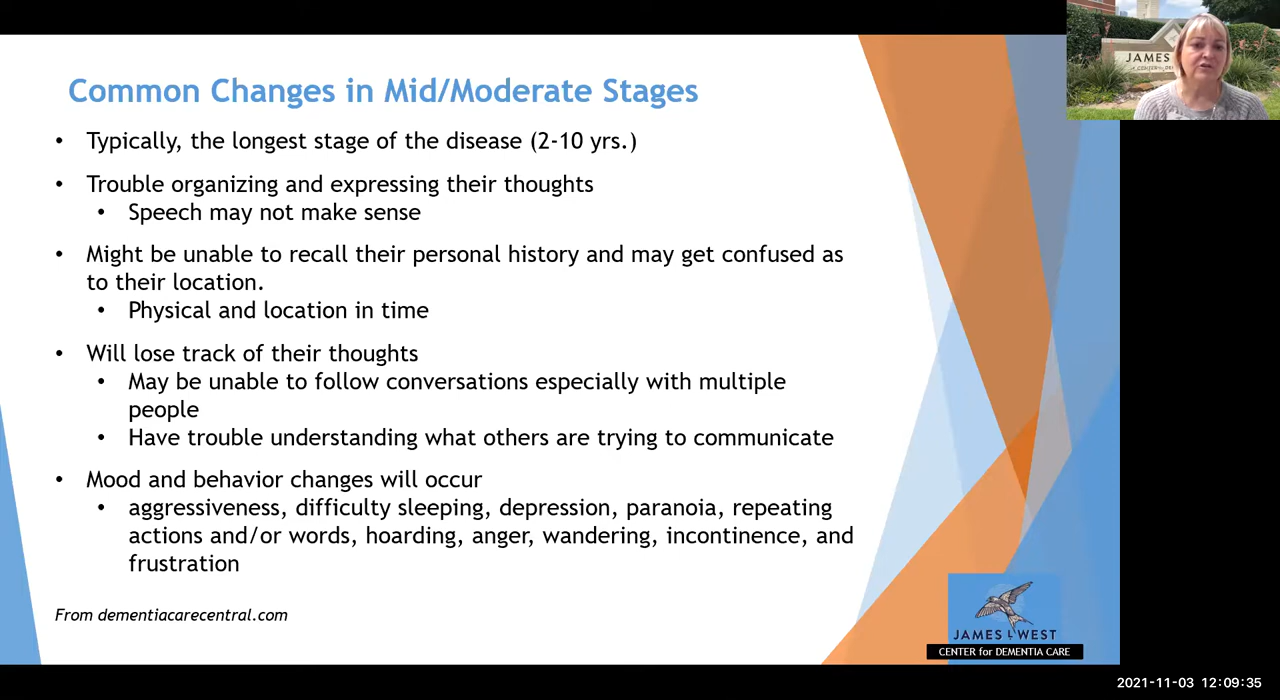 Common Changes in Mid/Moderate Stages
• Typically, the longest stage of the disease (2-10 yrs.)
• Trouble organizing and expressing their thoughts
• Speech may not make sense
• Might be unable to recall their personal history and may get confused as
to their location.
• Physical and location in time
• Will lose track of their thoughts
• May be unable to follow conversations especially with multiple
people
• Have trouble understanding what others are trying to communicate
• Mood and behavior changes will occur
• aggressiveness, difficulty sleeping, depression, paranoia, repeating
actions and/or words, hoarding, anger, wandering, incontinence, and
frustration
From dementiacarecentral.com
JAMES
JAMES L WEST
CENTER for DEMENTIA CARE
2021-11-03 12:09:35